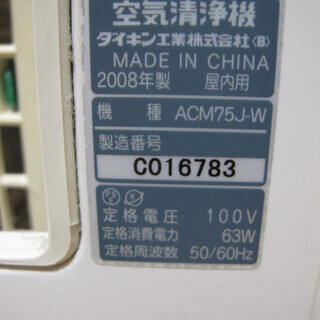 空気清浄機
ダイキン工業株式会社〈B〉
MADE IN CHINA
2008年製 屋内用
機 種 ACM75J-W
製造番号
C016783
定格電圧 100V
定格消費電力 63W
定格周波数 50/60Hz